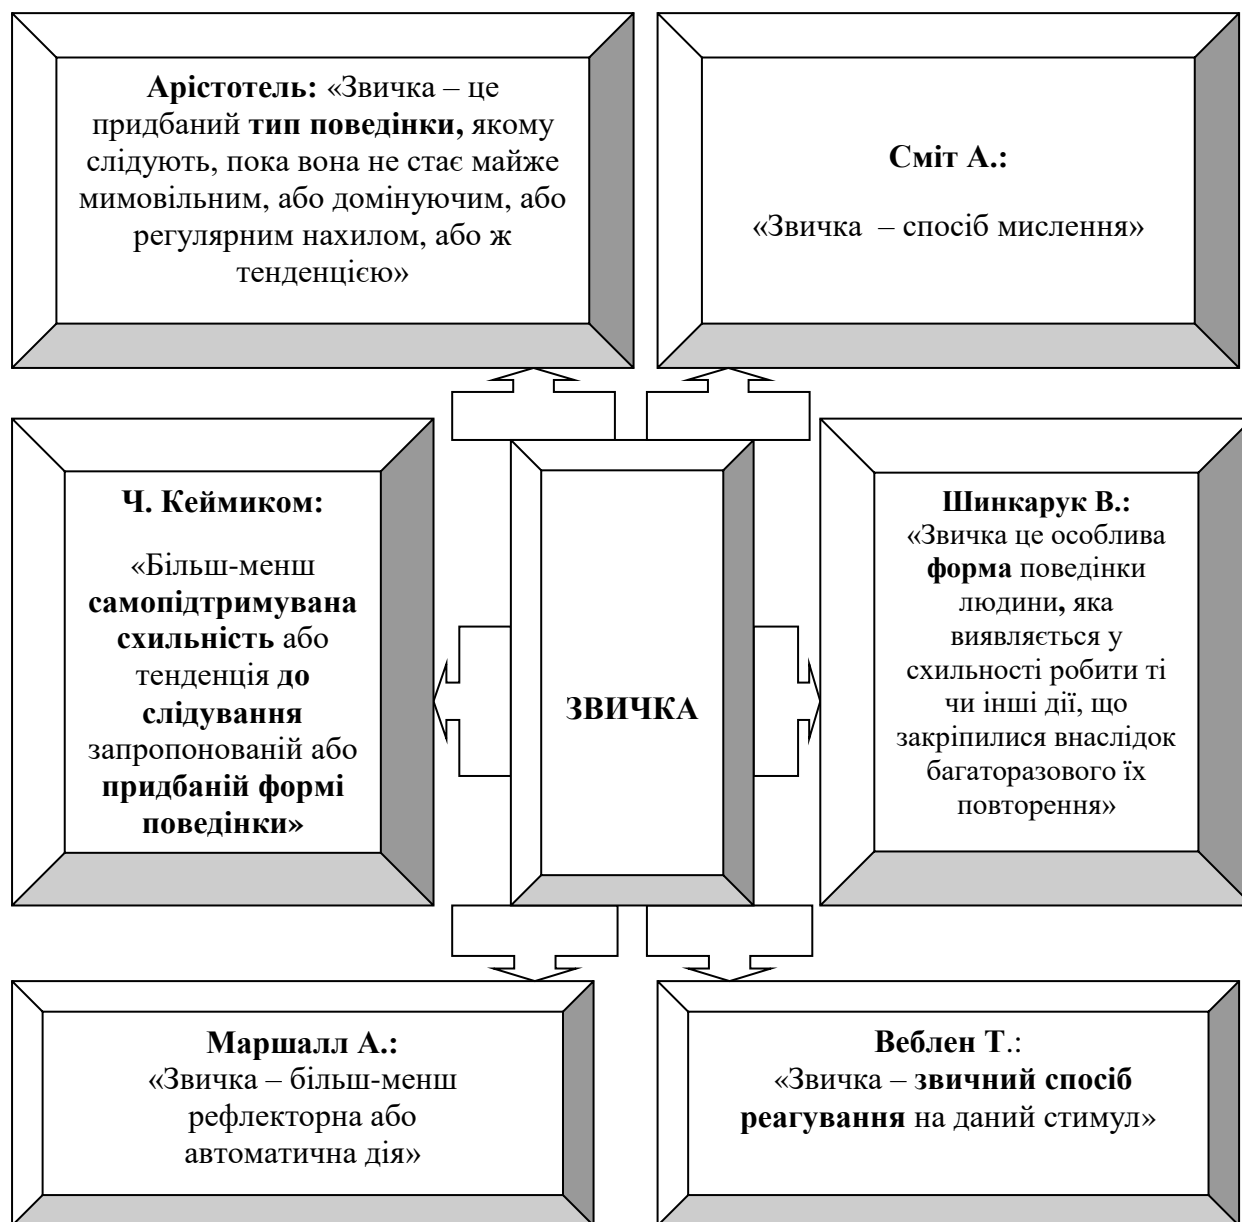 Арістотель: «Звичка – це
придбаний тип поведінки, якому
слідують, пока вона не стає майже
мимовільним, або домінуючим, або
регулярним нахилом, або ж
тенденцією»
Сміт А.:
«Звичка – спосіб мислення»
Ч. Кеймиком:
«Більш-менш
самопідтримувана
схильність або
тенденція до
слідування
запропонованій або
придбаній формі
поведінки»
ЗВИЧКА
Шинкарук В.:
«Звичка це особлива
форма поведінки
людини, яка
виявляється у
схильності робити ті
чи інші дії, що
закріпилися внаслідок
багаторазового їх
повторення»
Маршалл А.:
«Звичка – більш-менш
рефлекторна або
автоматична дія»
Веблен Т.:
«Звичка – звичний спосіб
реагування на даний стимул»